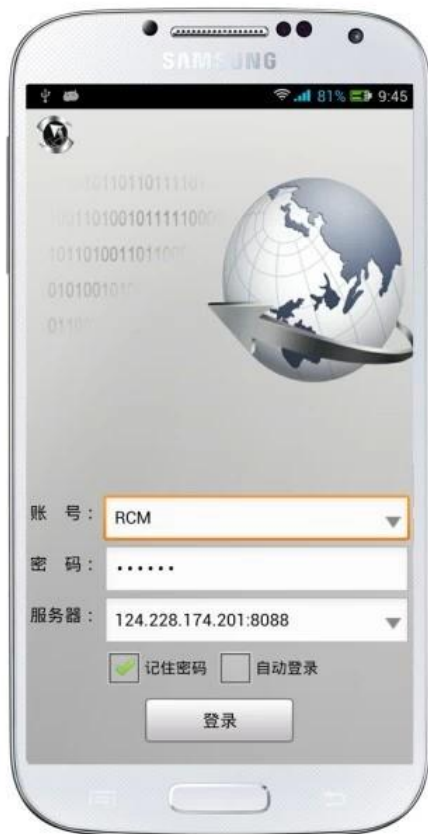 SAMSUNG
81% 9:45
账 号：
RCM
密 码：
••••••
服务器：
124.228.174.201:8088
记住密码 自动登录
登录